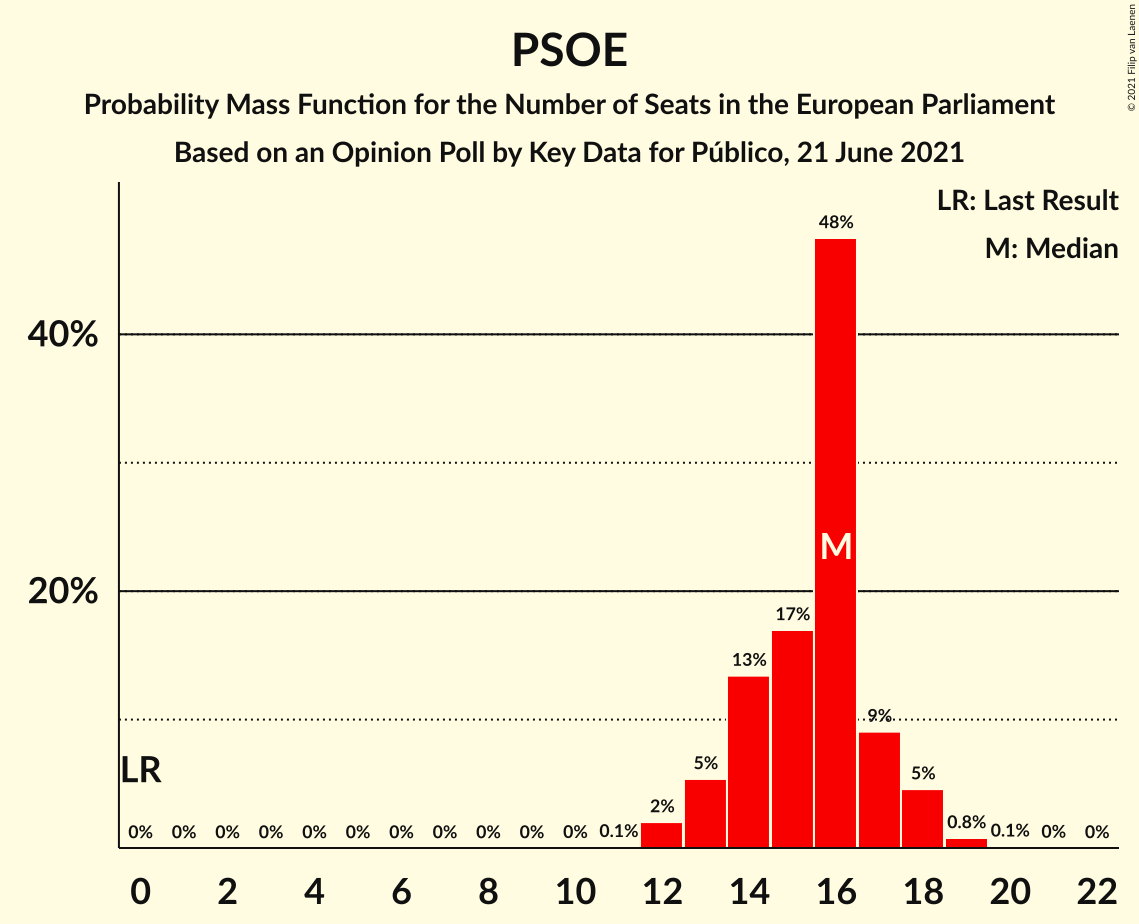 PSOE
Probability Mass Function for the Number of Seats in the European Parliament
Based on an Opinion Poll by Key Data for Público, 21 June 2021
© 2021 Filip van Laenen
LR: Last Result
M: Median
48%
40%
M
20%
17%
13%
9%
LR
5%
5%
2%
0% 0% 0% 0% 0% 0% 0% 0% 0% 0% 0% 0.1% 0.8% 0.1% 0% 0%
0 2 4 6 8 10 12 14 16 18 20 22